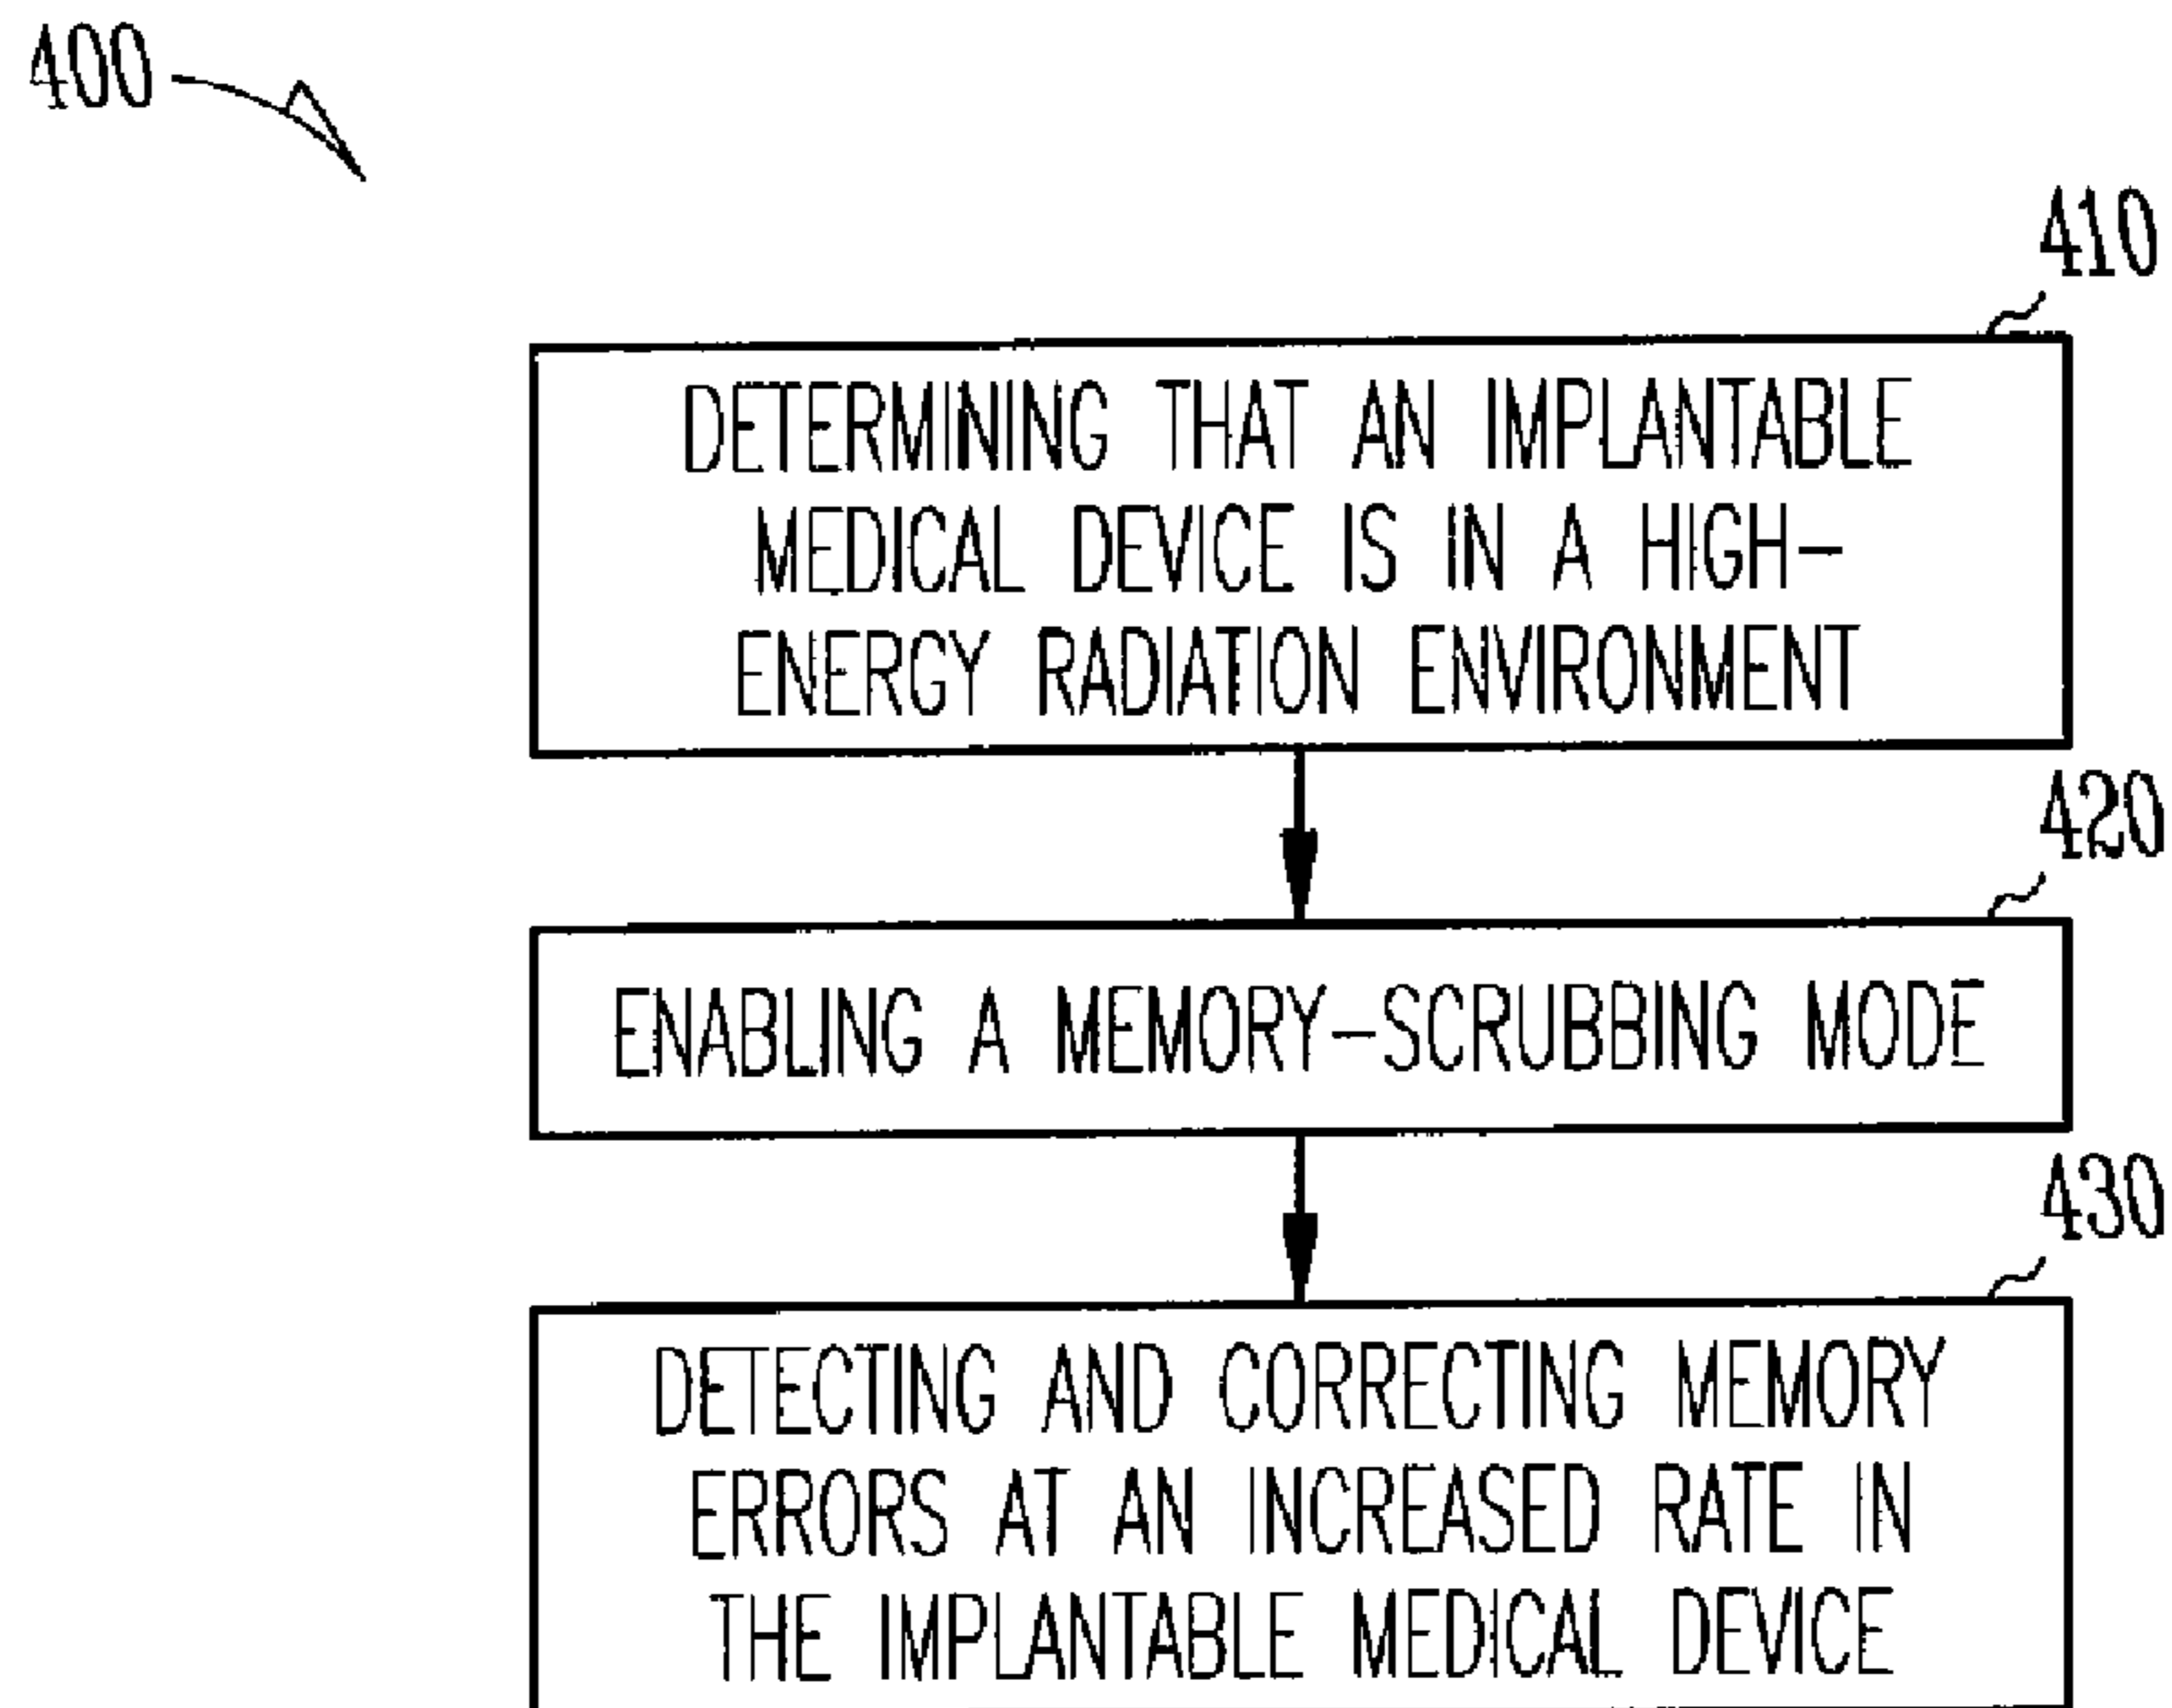 400
410
DETERMINING THAT AN IMPLANTABLE
MEDICAL DEVICE IS IN A HIGH-
ENERGY RADIATION ENVIRONMENT
420
ENABLING A MEMORY-SCRUBBING MODE
430
DETECTING AND CORRECTING MEMORY
ERRORS AT AN INCREASED RATE IN
THE IMPLANTABLE MEDICAL DEVICE